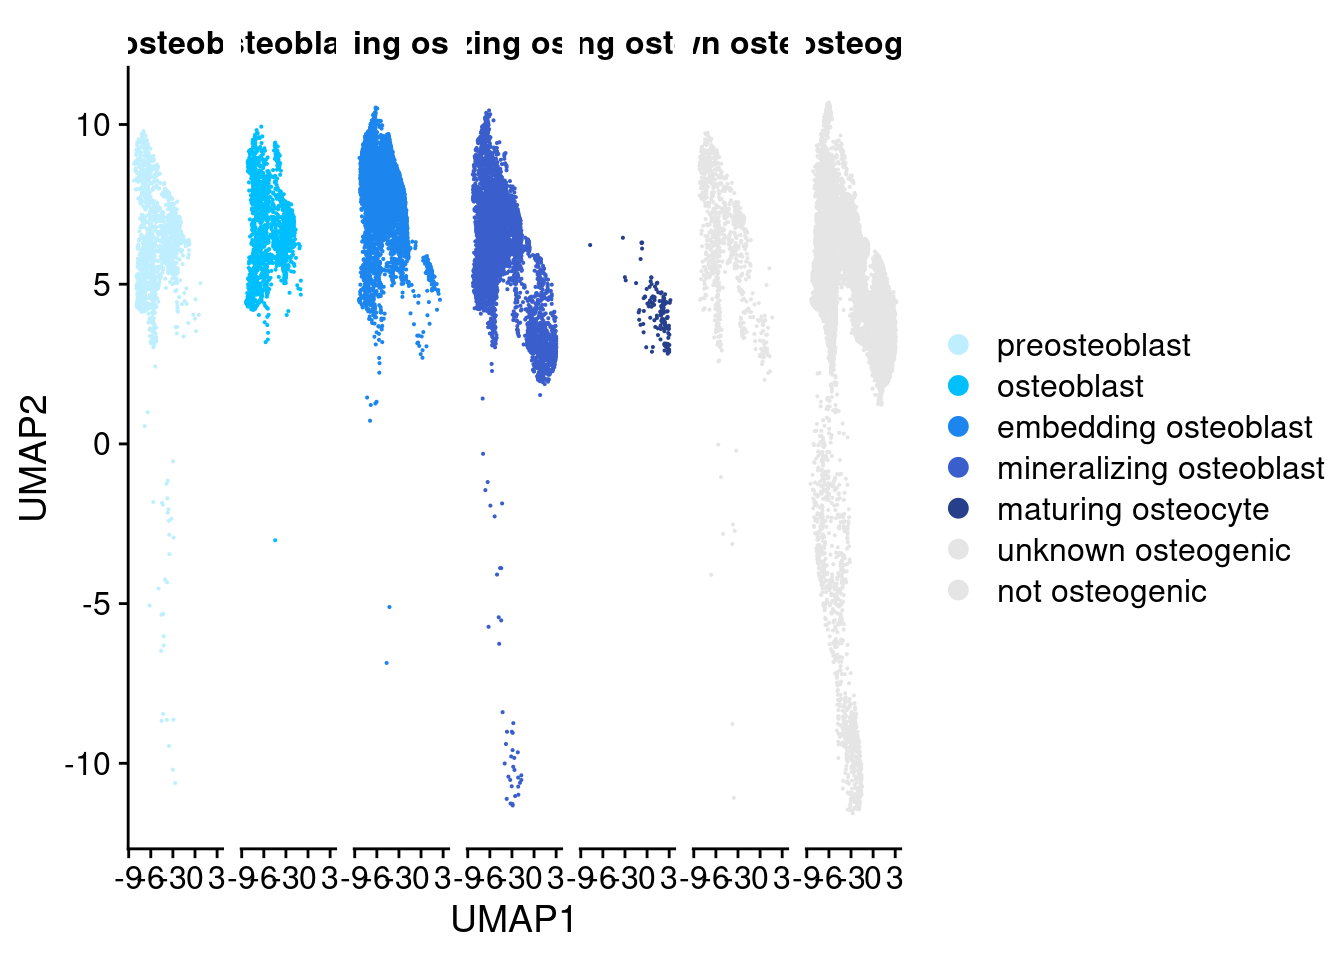 osteob steobla ing os zing os ng ost wn oste osteog
10
5
0
-5
-10
UMAP2
-9-6-30 3 -9-6-30 3 -9-6-30 3 -9-6-30 3 -9-6-30 3 -9-6-30 3 -9-6-30 3
UMAP1
preosteoblast
osteoblast
embedding osteoblast
mineralizing osteoblast
maturing osteocyte
unknown osteogenic
not osteogenic